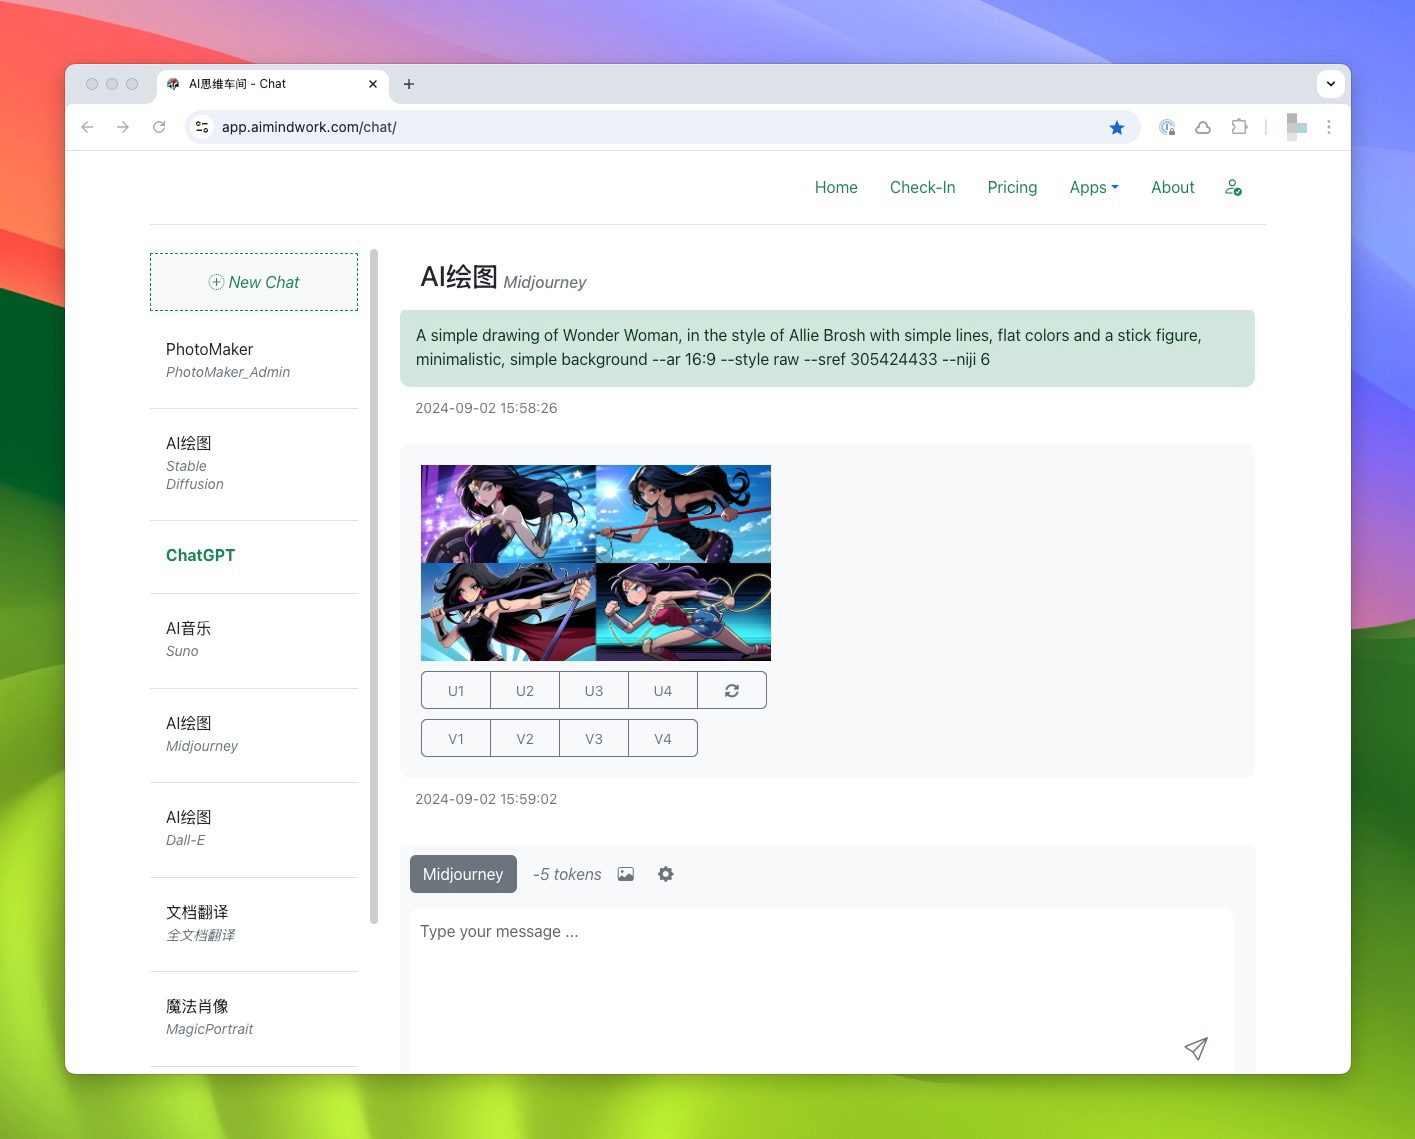 AI思维车间 - Chat
app.aimindwork.com/chat/
Home
Check-In
Pricing
Apps
About
New Chat
PhotoMaker
PhotoMaker_Admin
AI绘图
Stable
Diffusion
ChatGPT
AI音乐
Suno
AI绘图
Midjourney
AI绘图
Dall-E
文档翻译
全文档翻译
魔法肖像
MagicPortrait
AI绘图 Midjourney
A simple drawing of Wonder Woman, in the style of Allie Brosh with simple lines, flat colors and a stick figure,
minimalistic, simple background --ar 16:9 --style raw --sref 305424433 --niji 6
2024-09-02 15:58:26
U1
U2
U3
U4
V1
V2
V3
V4
2024-09-02 15:59:02
Midjourney
-5 tokens
Type your message ...